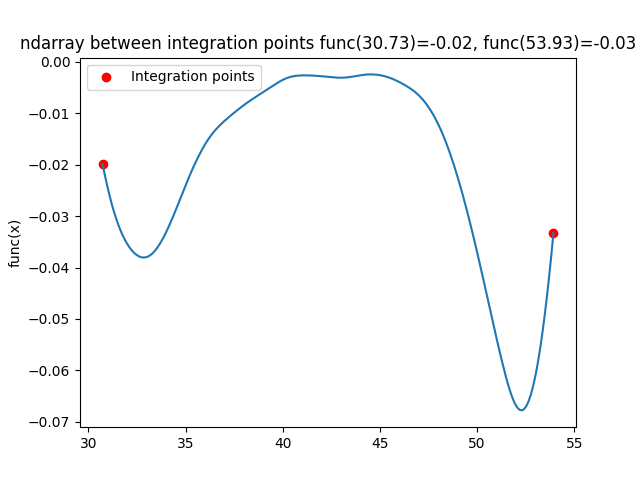 ndarray between integration points func(30.73)=-0.02, func(53.93)=-0.03
Integration points
func(x)
0.00
−0.01
−0.02
−0.03
−0.04
−0.05
−0.06
−0.07
30 35 40 45 50 55